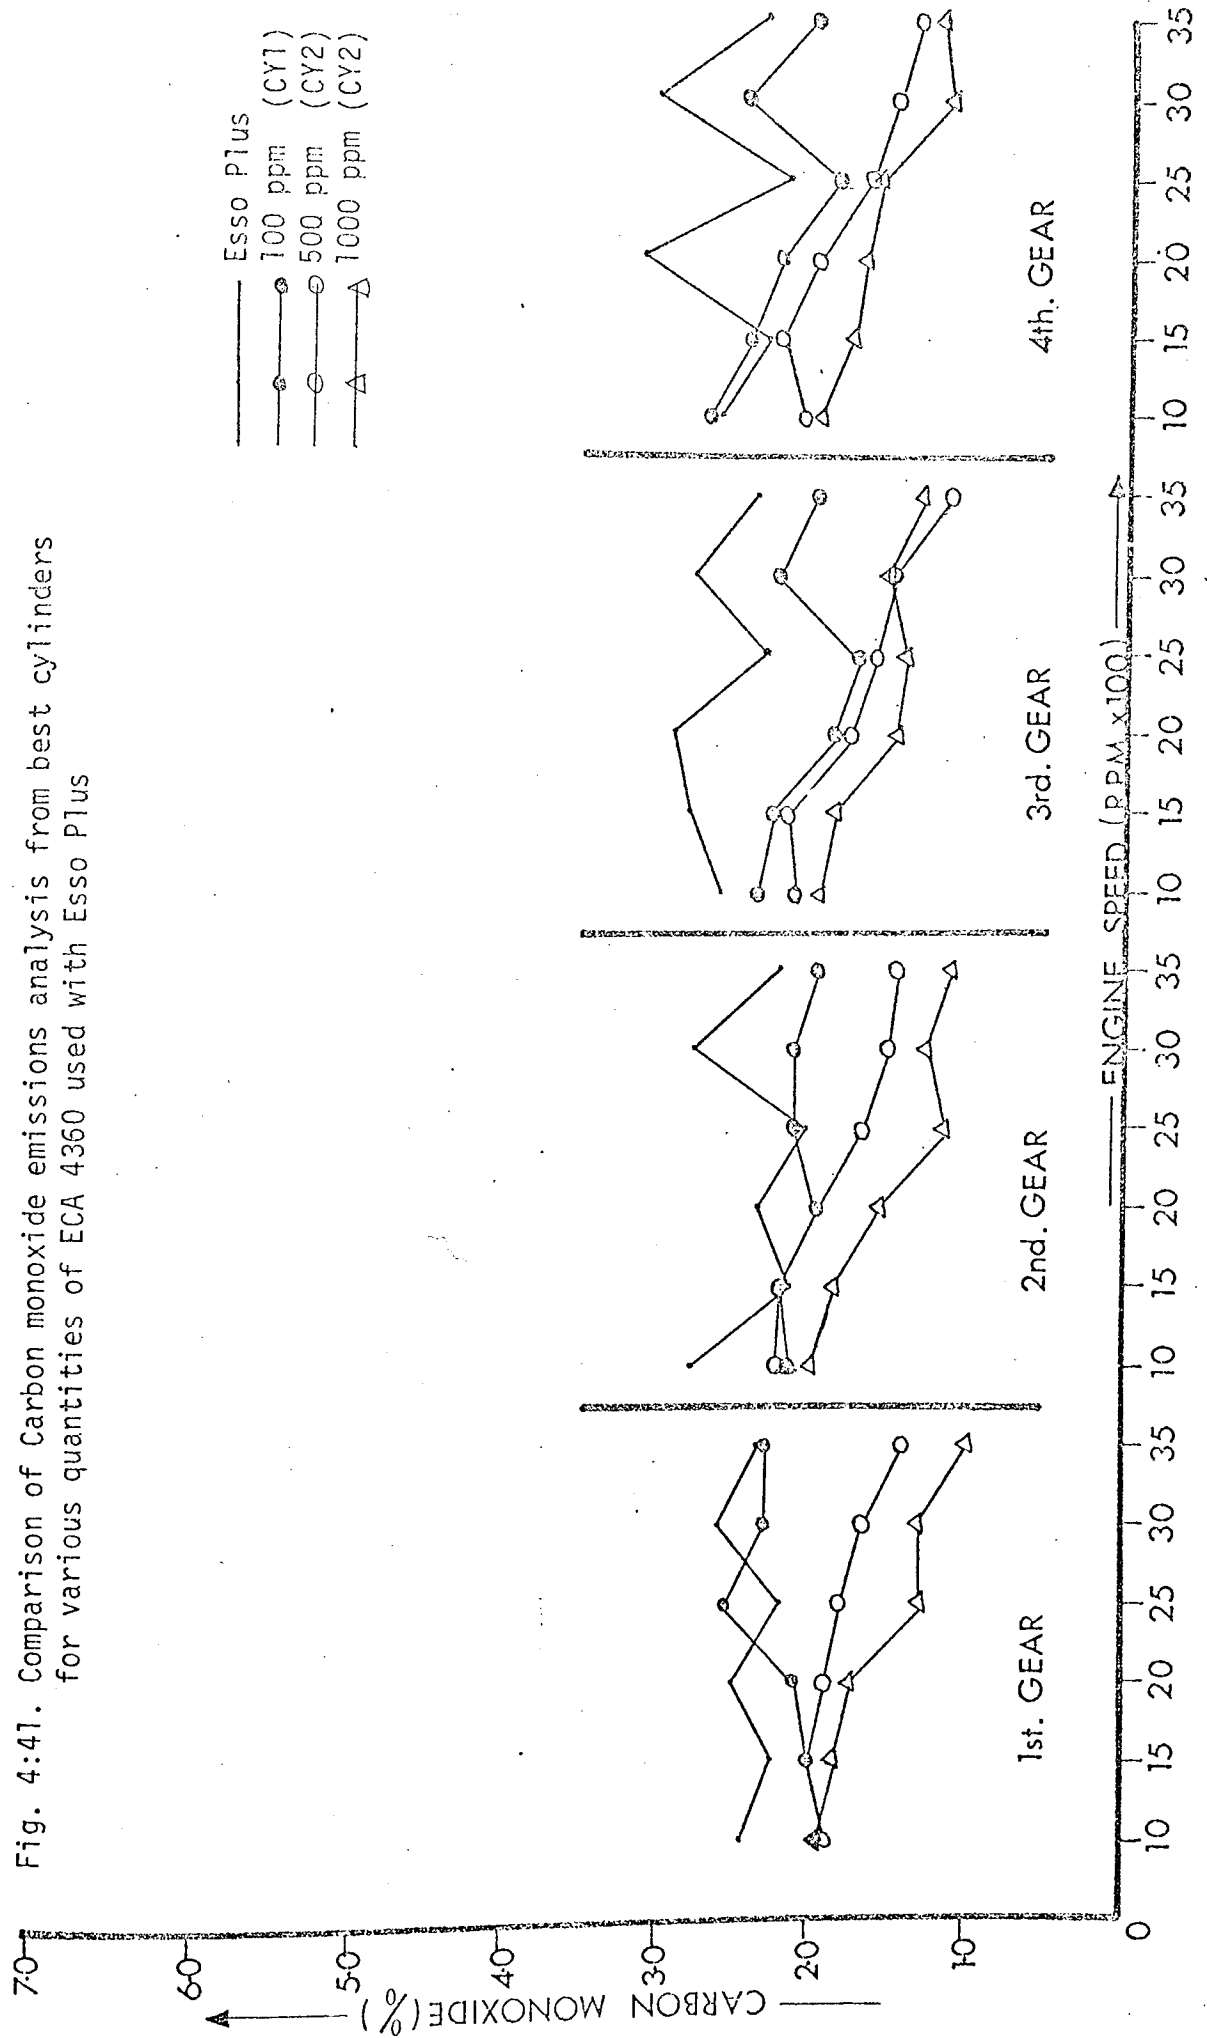 Fig. 4:41. Comparison of Carbon monoxide emissions analysis from best cylinders
for various quantities of ECA 4360 used with Esso Plus
Esso Plus
100 ppm (CY1)
500 ppm (CY2)
1000 ppm (CY2)
CARBON MONOXIDE (%)
7·0
6·0
5·0
3·0
2·0
1·0
0
1st. GEAR
2nd. GEAR
3rd. GEAR
4th. GEAR
10 15 20 25 30 35 10 15 20 25 30 35 10 15 20 25 30 35 10 15 20 25 30 35
ENGINE SPEED (R.P.M. x 100)